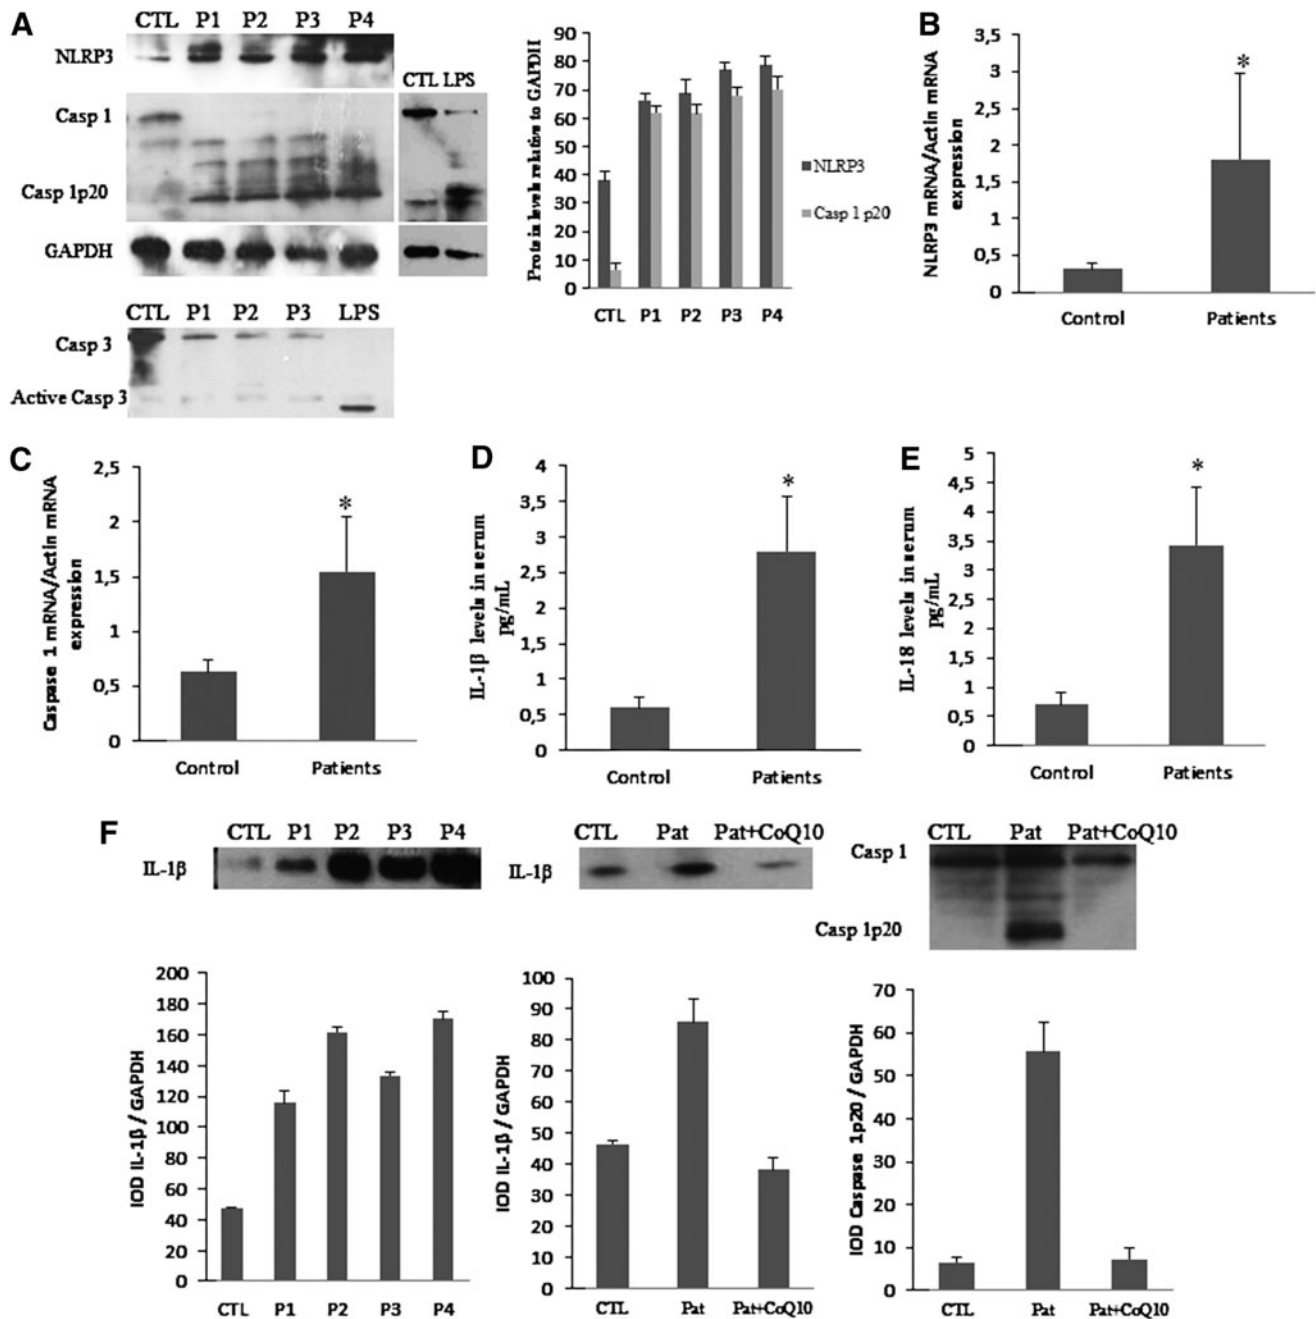 A
CTL P1 P2 P3 P4
NLRP3
CTL LPS
Casp 1
Casp 1p20
GAPDH
CTL P1 P2 P3 LPS
Casp 3
Active Casp 3
Protein levels relative to GAPDH
90
80
70
60
50
40
30
20
10
0
CTL P1 P2 P3 P4
NLRP3
Casp 1 p20
B
NLRP3 mRNA/Actin mRNA
expression
3,5
3
2,5
2
1,5
1
0,5
0
*
Control Patients
C
Caspase 1 mRNA/Actin mRNA
expression
2,5
2
1,5
1
0,5
0
*
Control Patients
D
IL-1β levels in serum
pg/mL
4
3,5
3
2,5
2
1,5
1
0,5
0
*
Control Patients
E
IL-18 levels in serum
pg/mL
5
4,5
4
3,5
3
2,5
2
1,5
1
0,5
0
*
Control Patients
F
CTL P1 P2 P3 P4
IL-1β
CTL Pat Pat+CoQ10
IL-1β
CTL Pat Pat+CoQ10
Casp 1
Casp 1p20
IOD IL-1β / GAPDH
200
180
160
140
120
100
80
60
40
20
0
CTL P1 P2 P3 P4
IOD IL-1β / GAPDH
100
90
80
70
60
50
40
30
20
10
0
CTL Pat Pat+CoQ10
IOD Caspase 1p20 / GAPDH
70
60
50
40
30
20
10
0
CTL Pat Pat+CoQ10